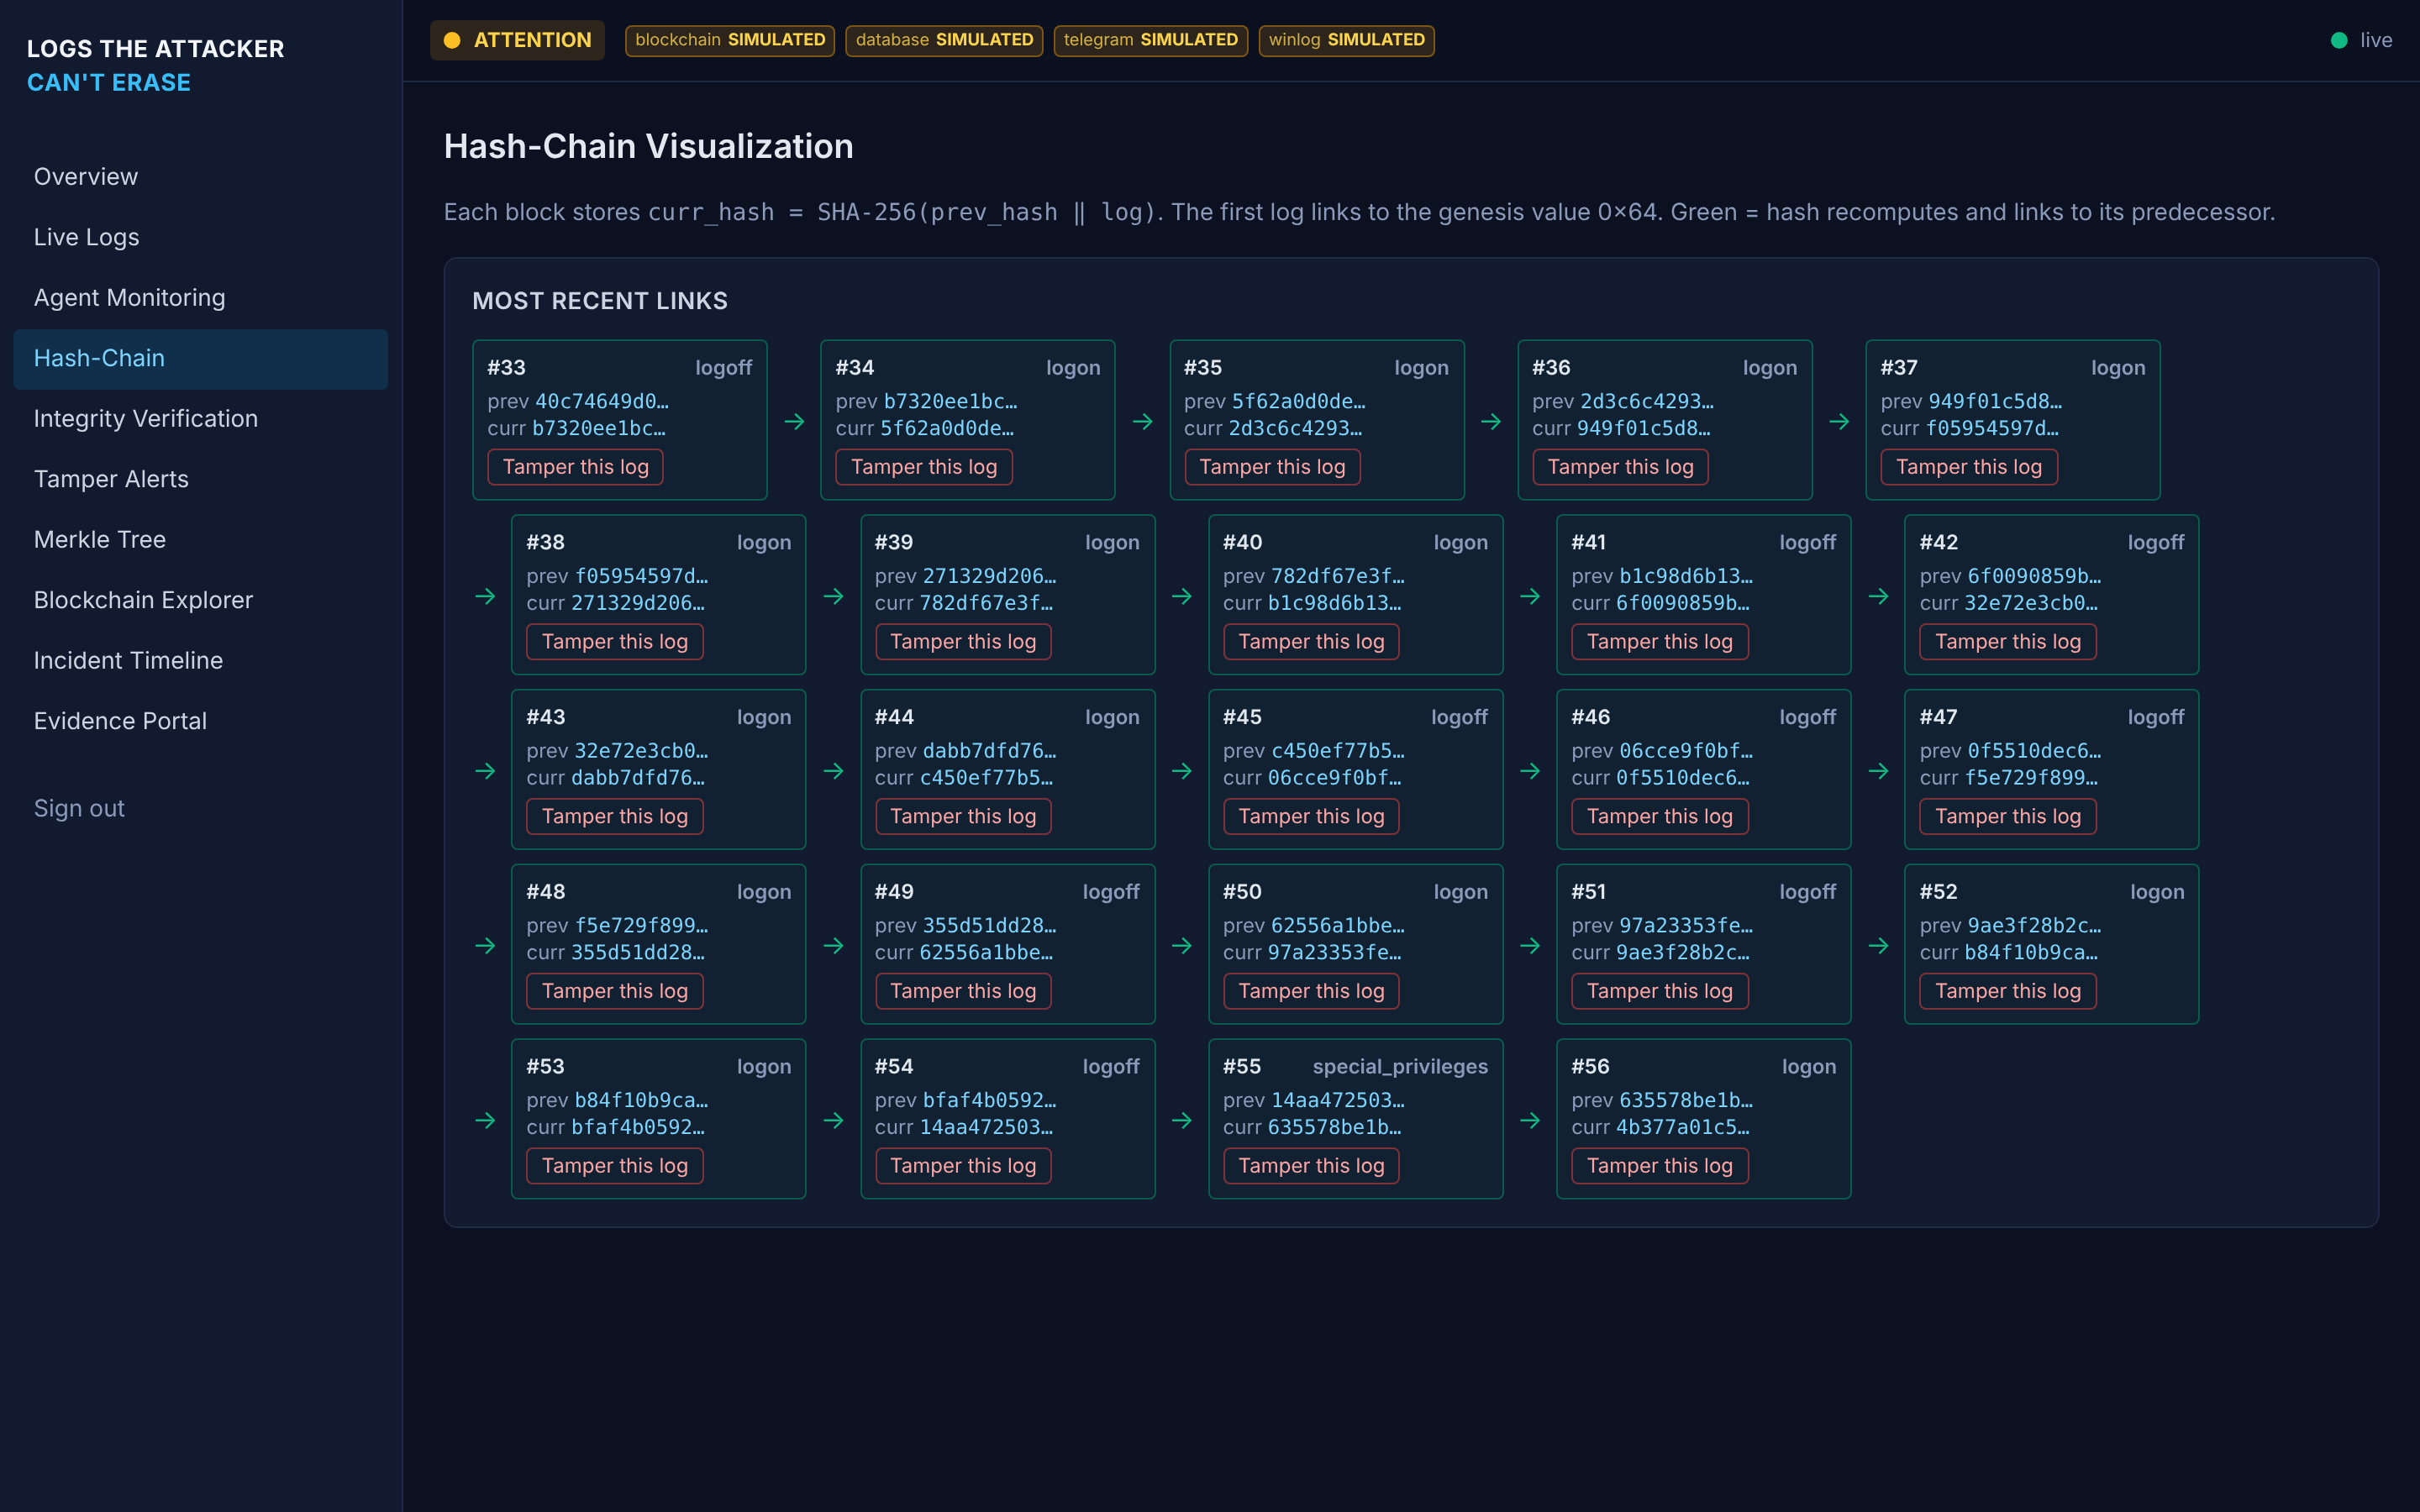 LOGS THE ATTACKER
CAN'T ERASE
Overview
Live Logs
Agent Monitoring
Hash-Chain
Integrity Verification
Tamper Alerts
Merkle Tree
Blockchain Explorer
Incident Timeline
Evidence Portal
Sign out
ATTENTION blockchain SIMULATED database SIMULATED telegram SIMULATED winlog SIMULATED live
Hash-Chain Visualization
Each block stores curr_hash = SHA-256(prev_hash ‖ log). The first log links to the genesis value 0×64. Green = hash recomputes and links to its predecessor.
MOST RECENT LINKS
#33 logoff
prev 40c74649d0…
curr b7320ee1bc…
Tamper this log
→
#34 logon
prev b7320ee1bc…
curr 5f62a0d0de…
Tamper this log
→
#35 logon
prev 5f62a0d0de…
curr 2d3c6c4293…
Tamper this log
→
#36 logon
prev 2d3c6c4293…
curr 949f01c5d8…
Tamper this log
→
#37 logon
prev 949f01c5d8…
curr f05954597d…
Tamper this log
→
#38 logon
prev f05954597d…
curr 271329d206…
Tamper this log
→
#39 logon
prev 271329d206…
curr 782df67e3f…
Tamper this log
→
#40 logon
prev 782df67e3f…
curr b1c98d6b13…
Tamper this log
→
#41 logoff
prev b1c98d6b13…
curr 6f0090859b…
Tamper this log
→
#42 logoff
prev 6f0090859b…
curr 32e72e3cb0…
Tamper this log
→
#43 logon
prev 32e72e3cb0…
curr dabb7dfd76…
Tamper this log
→
#44 logon
prev dabb7dfd76…
curr c450ef77b5…
Tamper this log
→
#45 logoff
prev c450ef77b5…
curr 06cce9f0bf…
Tamper this log
→
#46 logoff
prev 06cce9f0bf…
curr 0f5510dec6…
Tamper this log
→
#47 logoff
prev 0f5510dec6…
curr f5e729f899…
Tamper this log
→
#48 logon
prev f5e729f899…
curr 355d51dd28…
Tamper this log
→
#49 logoff
prev 355d51dd28…
curr 62556a1bbe…
Tamper this log
→
#50 logon
prev 62556a1bbe…
curr 97a23353fe…
Tamper this log
→
#51 logoff
prev 97a23353fe…
curr 9ae3f28b2c…
Tamper this log
→
#52 logon
prev 9ae3f28b2c…
curr b84f10b9ca…
Tamper this log
→
#53 logon
prev b84f10b9ca…
curr bfaf4b0592…
Tamper this log
→
#54 logoff
prev bfaf4b0592…
curr 14aa472503…
Tamper this log
→
#55 special_privileges
prev 14aa472503…
curr 635578be1b…
Tamper this log
→
#56 logon
prev 635578be1b…
curr 4b377a01c5…
Tamper this log